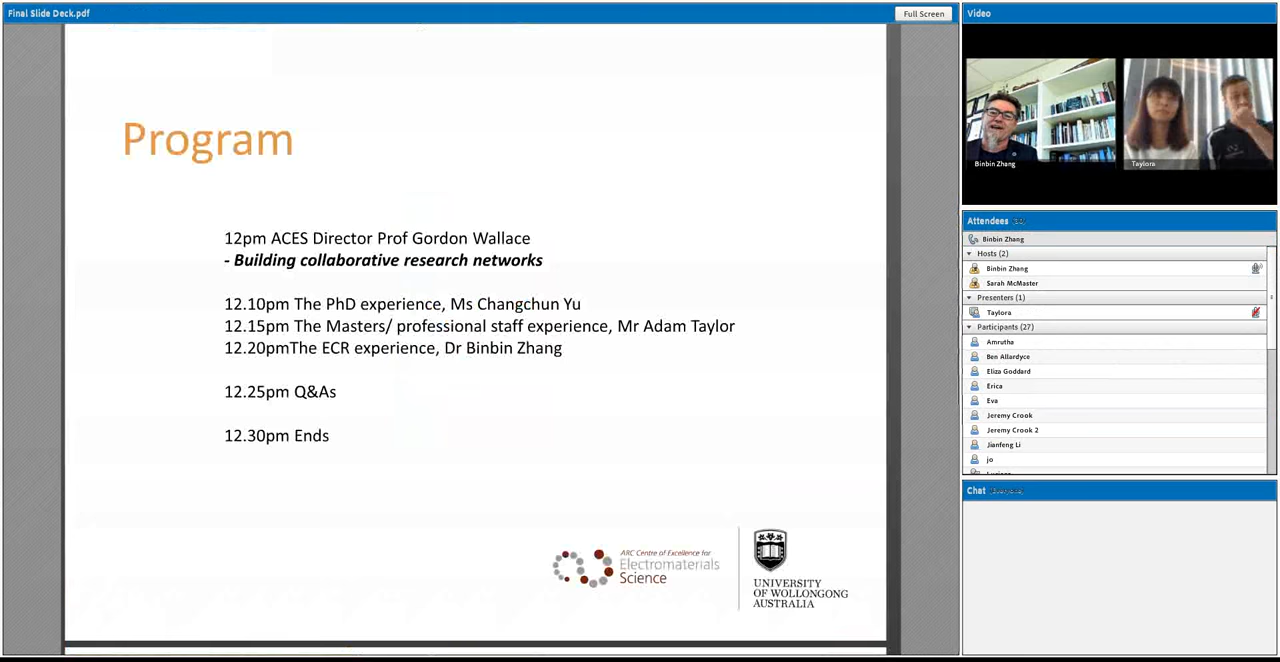 Final Slide Deck.pdf
Full Screen
Program
12pm ACES Director Prof Gordon Wallace
- Building collaborative research networks
12.10pm The PhD experience, Ms Changchun Yu
12.15pm The Masters/ professional staff experience, Mr Adam Taylor
12.20pmThe ECR experience, Dr Binbin Zhang
12.25pm Q&As
12.30pm Ends
ARC Centre of Excellence for
Electromaterials
Science
UNIVERSITY
OF WOLLONGONG
AUSTRALIA
Video
Binbin Zhang
Taylora
Attendees
Binbin Zhang
Hosts (2)
Binbin Zhang
Sarah McMaster
Presenters (1)
Taylora
Participants (27)
Amrutha
Ben Allardyce
Eliza Goddard
Erica
Eva
Jeremy Crook
Jeremy Crook 2
Jianfeng Li
jo
Chat